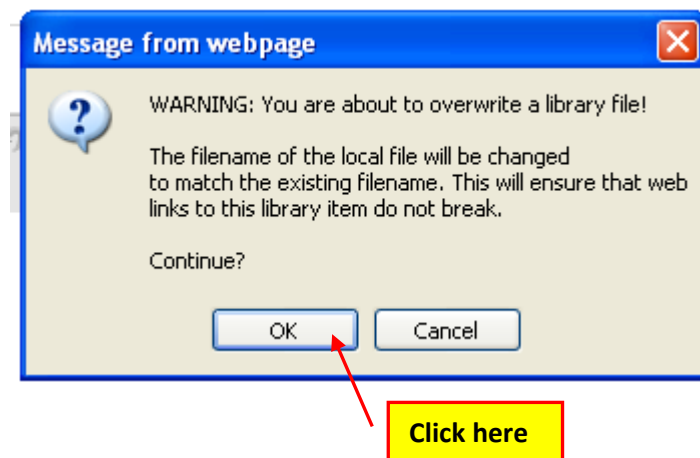 Message from webpage
WARNING: You are about to overwrite a library file!
The filename of the local file will be changed
to match the existing filename. This will ensure that web
links to this library item do not break.
Continue?
OK Cancel
Click here